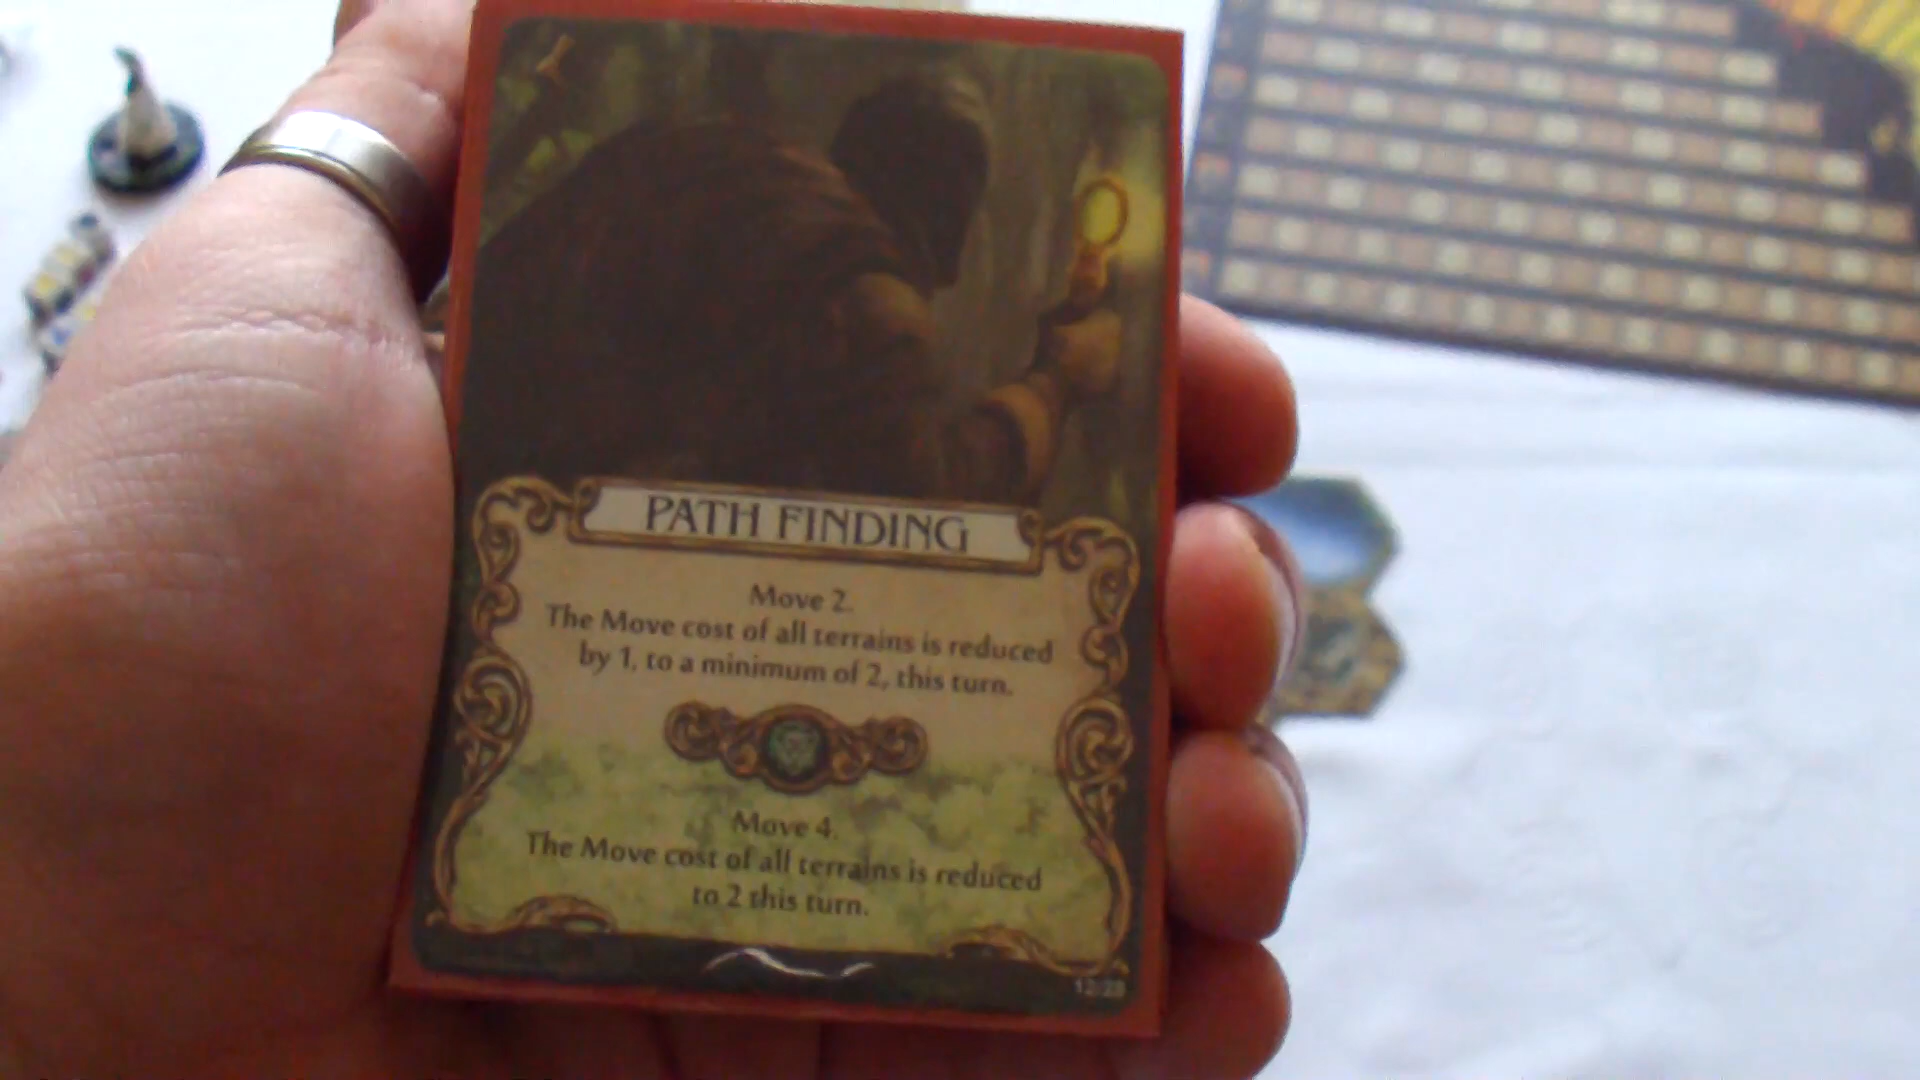 PATH FINDING
Move 2.
The Move cost of all terrains is reduced
by 1, to a minimum of 2, this turn.
Move 4.
The Move cost of all terrains is reduced
to 2 this turn.